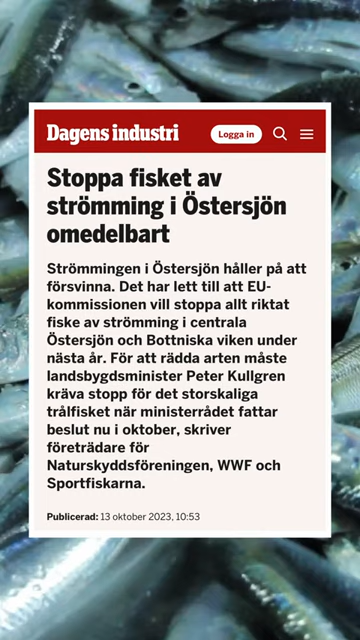 Dagens industri
Logga in
Stoppa fisket av
strömming i Östersjön
omedelbart
Strömmingen i Östersjön håller på att
försvinna. Det har lett till att EU-
kommissionen vill stoppa allt riktat
fiske av strömming i centrala
Östersjön och Bottniska viken under
nästa år. För att rädda arten måste
landsbygdsminister Peter Kullgren
kräva stopp för det storskaliga
trålfisket när ministerrådet fattar
beslut nu i oktober, skriver
företrädare för
Naturskyddsföreningen, WWF och
Sportfiskarna.
Publicerad: 13 oktober 2023, 10:53